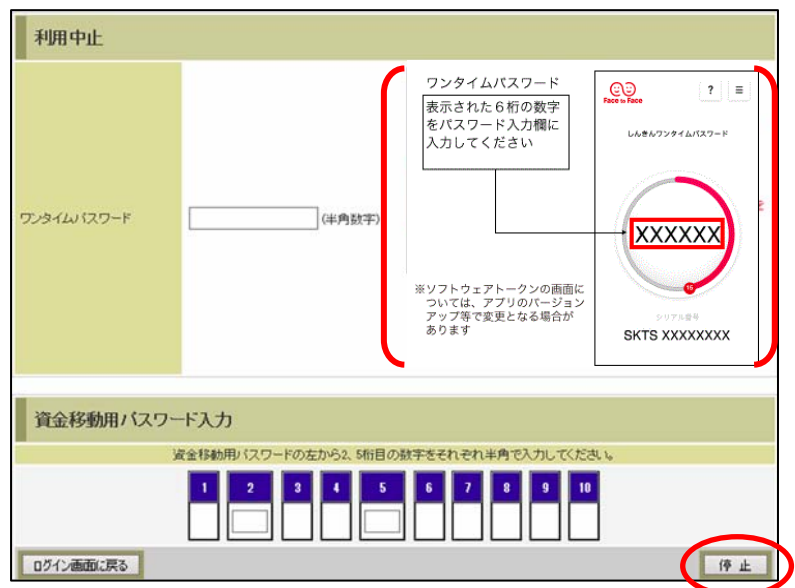 利用中止
ワンタイムパスワード
(半角数字)
ワンタイムパスワード
表示された６桁の数字
をパスワード入力欄に
入力してください
※ソフトウェアトークンの画面に
ついては、アプリのバージョン
アップ等で変更となる場合が
あります
Face to Face
?
≡
しんきんワンタイムパスワード
XXXXXX
15
シリアル番号
SKTS XXXXXXXX
資金移動用パスワード入力
資金移動用パスワードの左から2、5桁目の数字をそれぞれ半角で入力してください。
1 2 3 4 5 6 7 8 9 10
ログイン画面に戻る
停 止